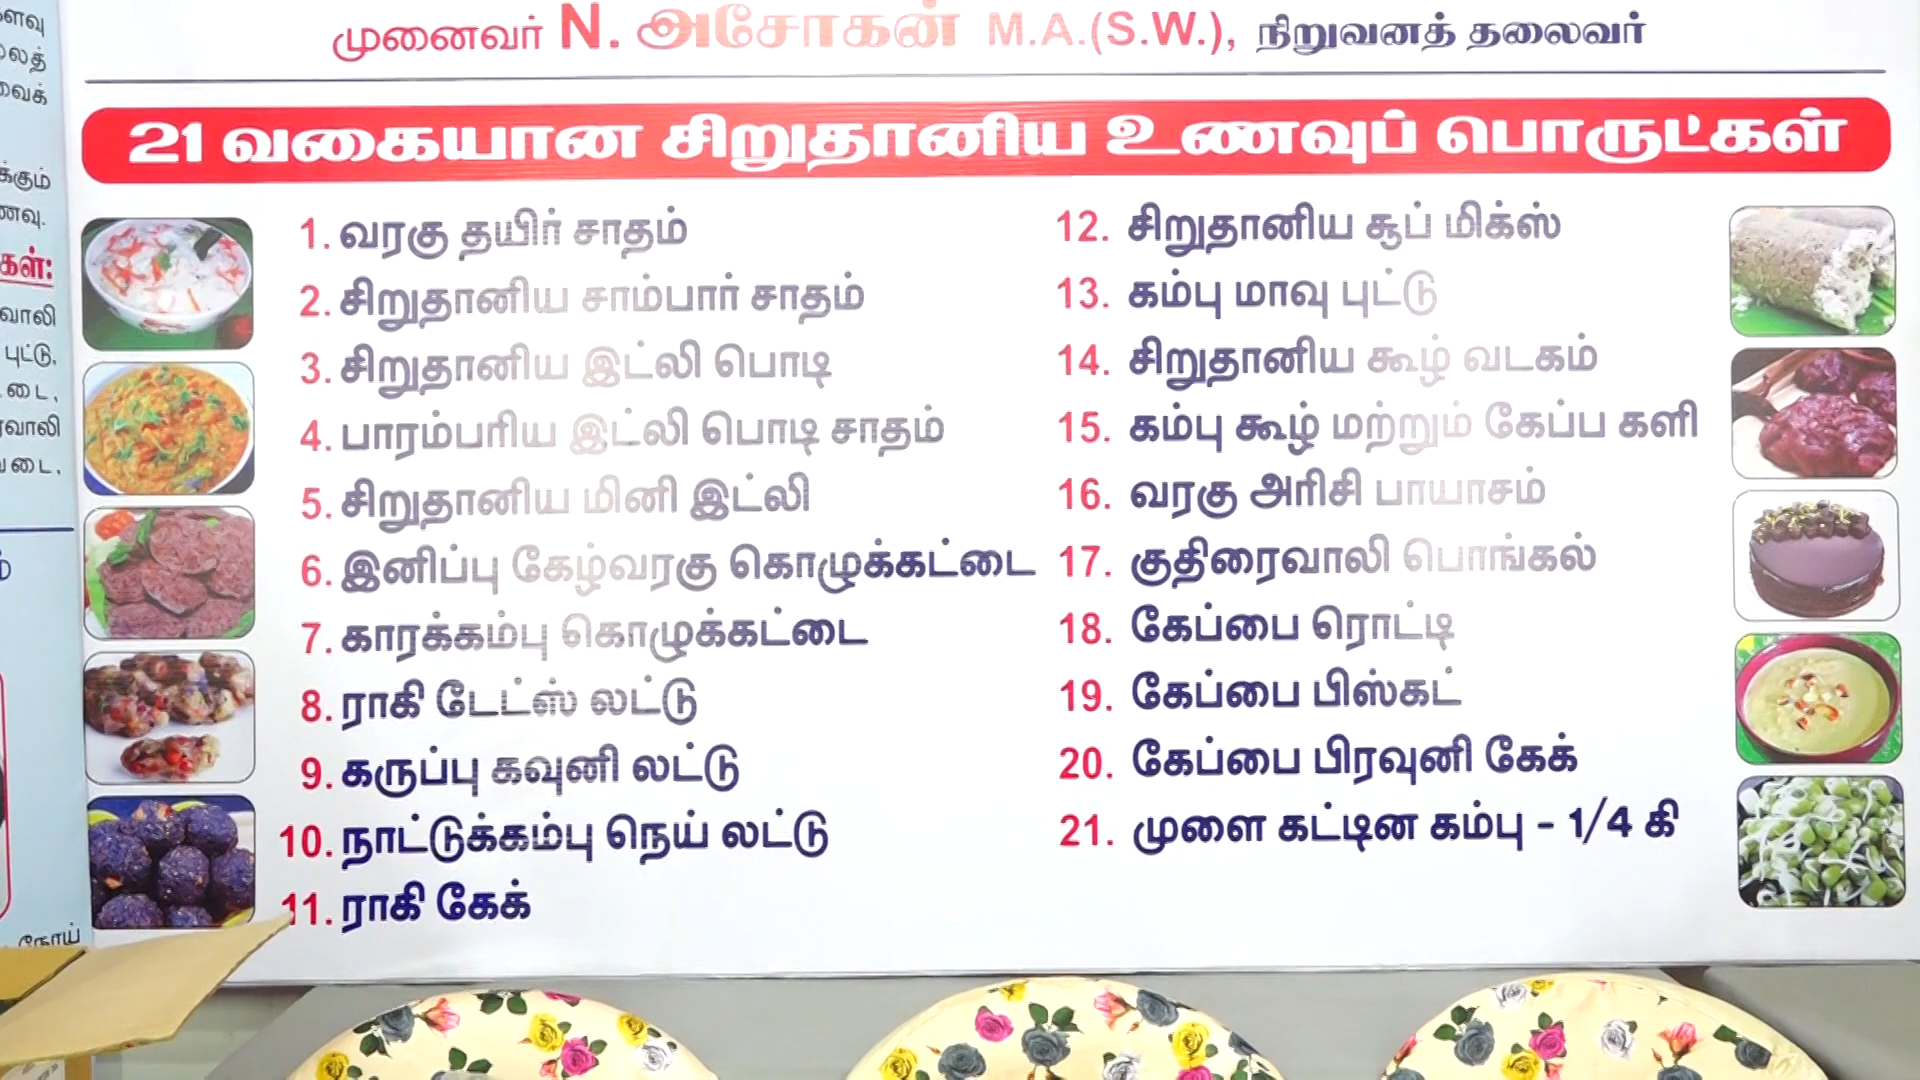 முனைவர் N. அசோகன் M.A.(S.W.), நிறுவனத் தலைவர்
21 வகையான சிறுதானிய உணவுப் பொருட்கள்
1. வரகு தயிர் சாதம்
2. சிறுதானிய சாம்பார் சாதம்
3. சிறுதானிய இட்லி பொடி
4. பாரம்பரிய இட்லி பொடி சாதம்
5. சிறுதானிய மினி இட்லி
6. இனிப்பு கேழ்வரகு கொழுக்கட்டை
7. காரக்கம்பு கொழுக்கட்டை
8. ராகி டேட்ஸ் லட்டு
9. கருப்பு கவுனி லட்டு
10. நாட்டுக்கம்பு நெய் லட்டு
11. ராகி கேக்
12. சிறுதானிய சூப் மிக்ஸ்
13. கம்பு மாவு புட்டு
14. சிறுதானிய கூழ் வடகம்
15. கம்பு கூழ் மற்றும் கேப்ப களி
16. வரகு அரிசி பாயாசம்
17. குதிரைவாலி பொங்கல்
18. கேப்பை ரொட்டி
19. கேப்பை பிஸ்கட்
20. கேப்பை பிரவுனி கேக்
21. முளை கட்டின கம்பு - 1/4 கி
புட்டு,
நோய்